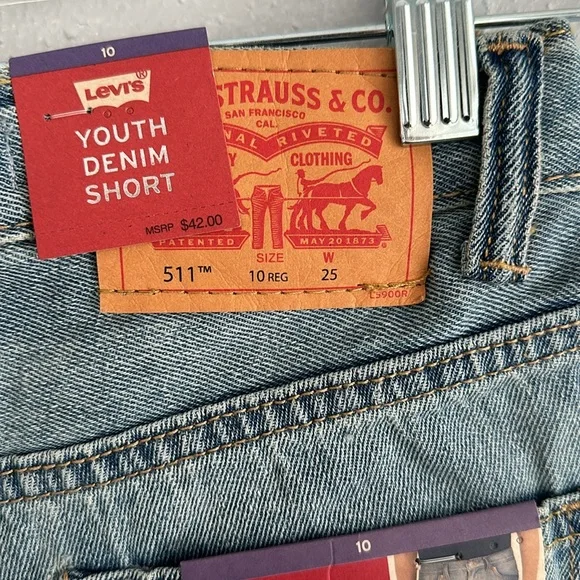 10
Levi's®
YOUTH
DENIM
SHORT
MSRP $42.00
STRAUSS & CO.
SAN FRANCISCO
CAL.
RIVETED
CLOTHING
PATENTED MAY 20 1873
SIZE W
511™ 10 REG 25
LS900R
10